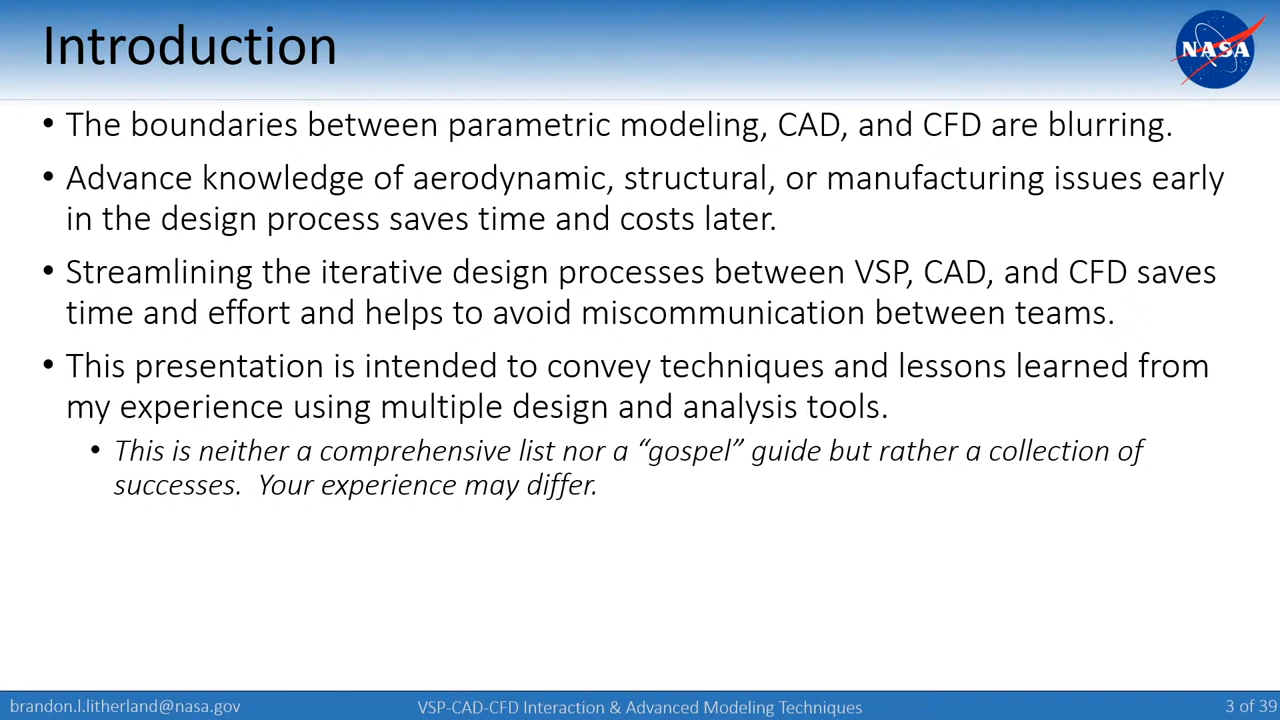 Introduction
NASA
• The boundaries between parametric modeling, CAD, and CFD are blurring.
• Advance knowledge of aerodynamic, structural, or manufacturing issues early
in the design process saves time and costs later.
• Streamlining the iterative design processes between VSP, CAD, and CFD saves
time and effort and helps to avoid miscommunication between teams.
• This presentation is intended to convey techniques and lessons learned from
my experience using multiple design and analysis tools.
• This is neither a comprehensive list nor a “gospel” guide but rather a collection of
successes.  Your experience may differ.
brandon.l.litherland@nasa.gov
VSP-CAD-CFD Interaction & Advanced Modeling Techniques
3 of 39